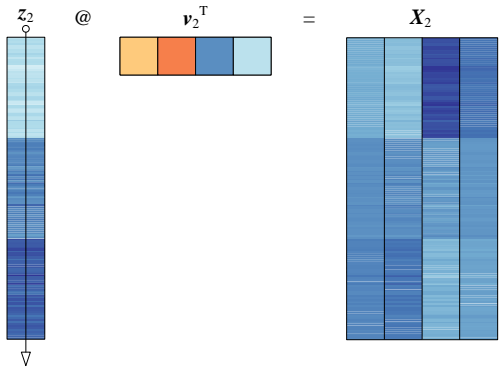 z₂ @ v₂ᵀ = X₂